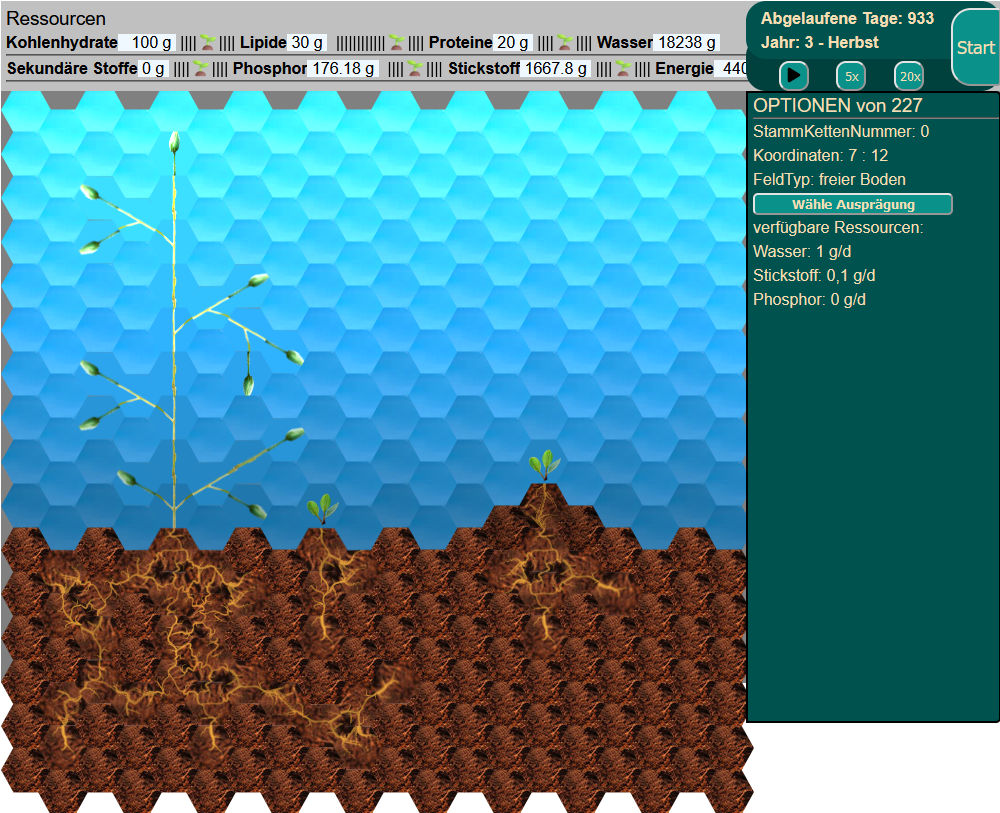 Ressourcen
Kohlenhydrate 100 g |||| |||| Lipide 30 g ||||||||||| |||| Proteine 20 g |||| |||| Wasser 18238 g
Sekundäre Stoffe 0 g |||| |||| Phosphor 176.18 g |||| |||| Stickstoff 1667.8 g |||| |||| Energie 440
Abgelaufene Tage: 933
Jahr: 3 - Herbst
5x
20x
Start
OPTIONEN von 227
StammKettenNummer: 0
Koordinaten: 7 : 12
FeldTyp: freier Boden
Wähle Ausprägung
verfügbare Ressourcen:
Wasser: 1 g/d
Stickstoff: 0,1 g/d
Phosphor: 0 g/d